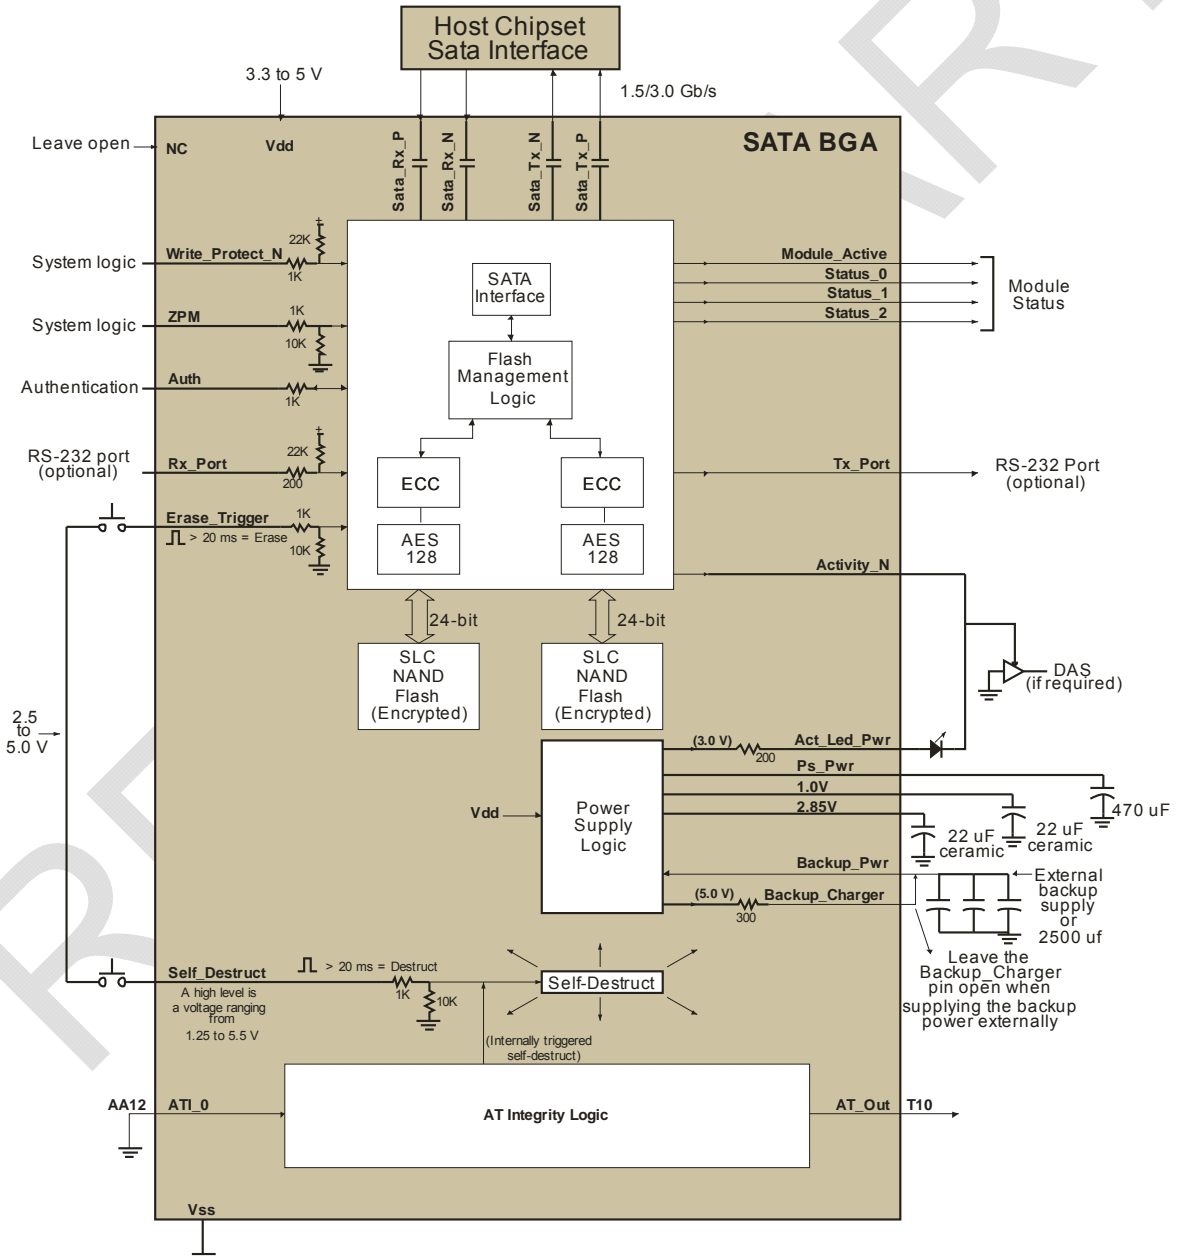 Host Chipset
Sata Interface
3.3 to 5 V
1.5/3.0 Gb/s
Leave open
NC
Vdd
Sata_Rx_P
Sata_Rx_N
Sata_Tx_N
Sata_Tx_P
SATA BGA
System logic
Write_Protect_N
22K
+
1K
Module_Active
Status_0
Status_1
Status_2
Module
Status
SATA
Interface
System logic
ZPM
1K
10K
Flash
Management
Logic
Authentication
Auth
1K
RS-232 port
(optional)
Rx_Port
22K
+
200
ECC
ECC
Tx_Port
RS-232 Port
(optional)
Erase_Trigger
> 20 ms = Erase
1K
10K
AES
128
AES
128
Activity_N
24-bit
24-bit
SLC
NAND
Flash
(Encrypted)
SLC
NAND
Flash
(Encrypted)
DAS
(if required)
2.5
to
5.0 V
(3.0 V)
200
Act_Led_Pwr
Ps_Pwr
1.0V
2.85V
Vdd
Power
Supply
Logic
470 uF
22 uF
ceramic
22 uF
ceramic
Backup_Pwr
(5.0 V)
300
Backup_Charger
External
backup
supply
or
2500 uf
Leave the
Backup_Charger
pin open when
supplying the backup
power externally
Self_Destruct
> 20 ms = Destruct
A high level is
a voltage ranging
from
1.25 to 5.5 V
1K
10K
Self-Destruct
(Internally triggered
self-destruct)
AA12
ATI_0
AT Integrity Logic
AT_Out
T10
Vss